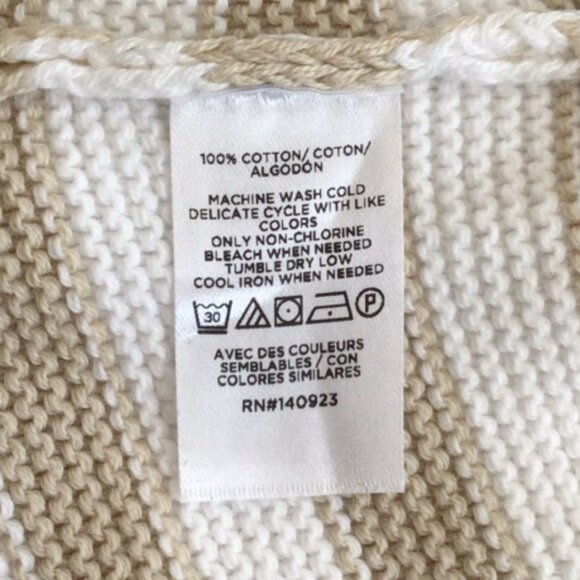 100% COTTON/ COTON/
ALGODÓN
MACHINE WASH COLD
DELICATE CYCLE WITH LIKE
COLORS
ONLY NON-CHLORINE
BLEACH WHEN NEEDED
TUMBLE DRY LOW
COOL IRON WHEN NEEDED
30 P
AVEC DES COULEURS
SEMBLABLES / CON
COLORES SIMILARES
RN#140923